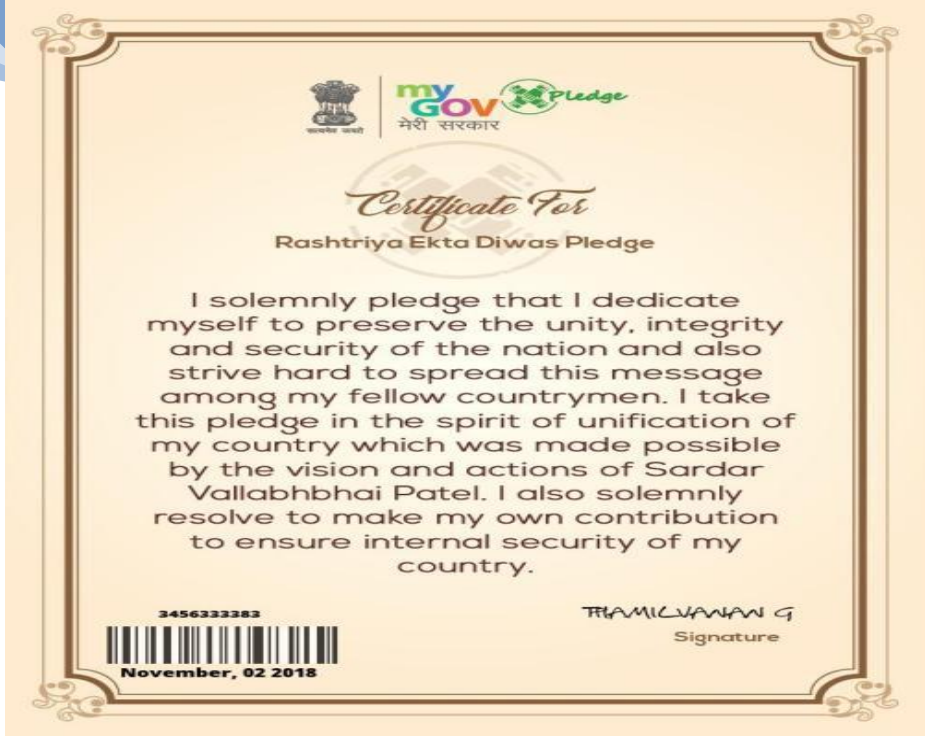 सत्यमेव जयते
my
GOV
मेरी सरकार
Pledge
Certificate For
Rashtriya Ekta Diwas Pledge
I solemnly pledge that I dedicate
myself to preserve the unity, integrity
and security of the nation and also
strive hard to spread this message
among my fellow countrymen. I take
this pledge in the spirit of unification of
my country which was made possible
by the vision and actions of Sardar
Vallabhbhai Patel. I also solemnly
resolve to make my own contribution
to ensure internal security of my
country.
3456333383
November, 02 2018
THAMILVANAN G
Signature